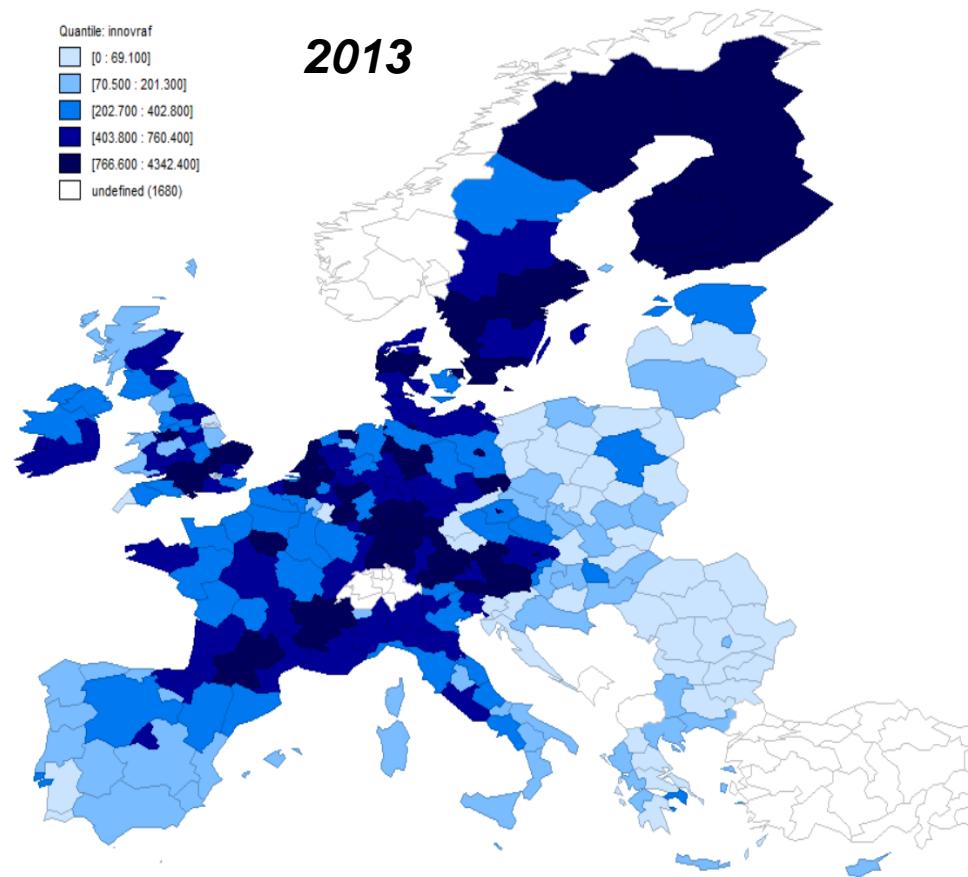 Quantile: innovraf
[0 : 69.100]
[70.500 : 201.300]
[202.700 : 402.800]
[403.800 : 760.400]
[766.600 : 4342.400]
undefined (1680)
2013